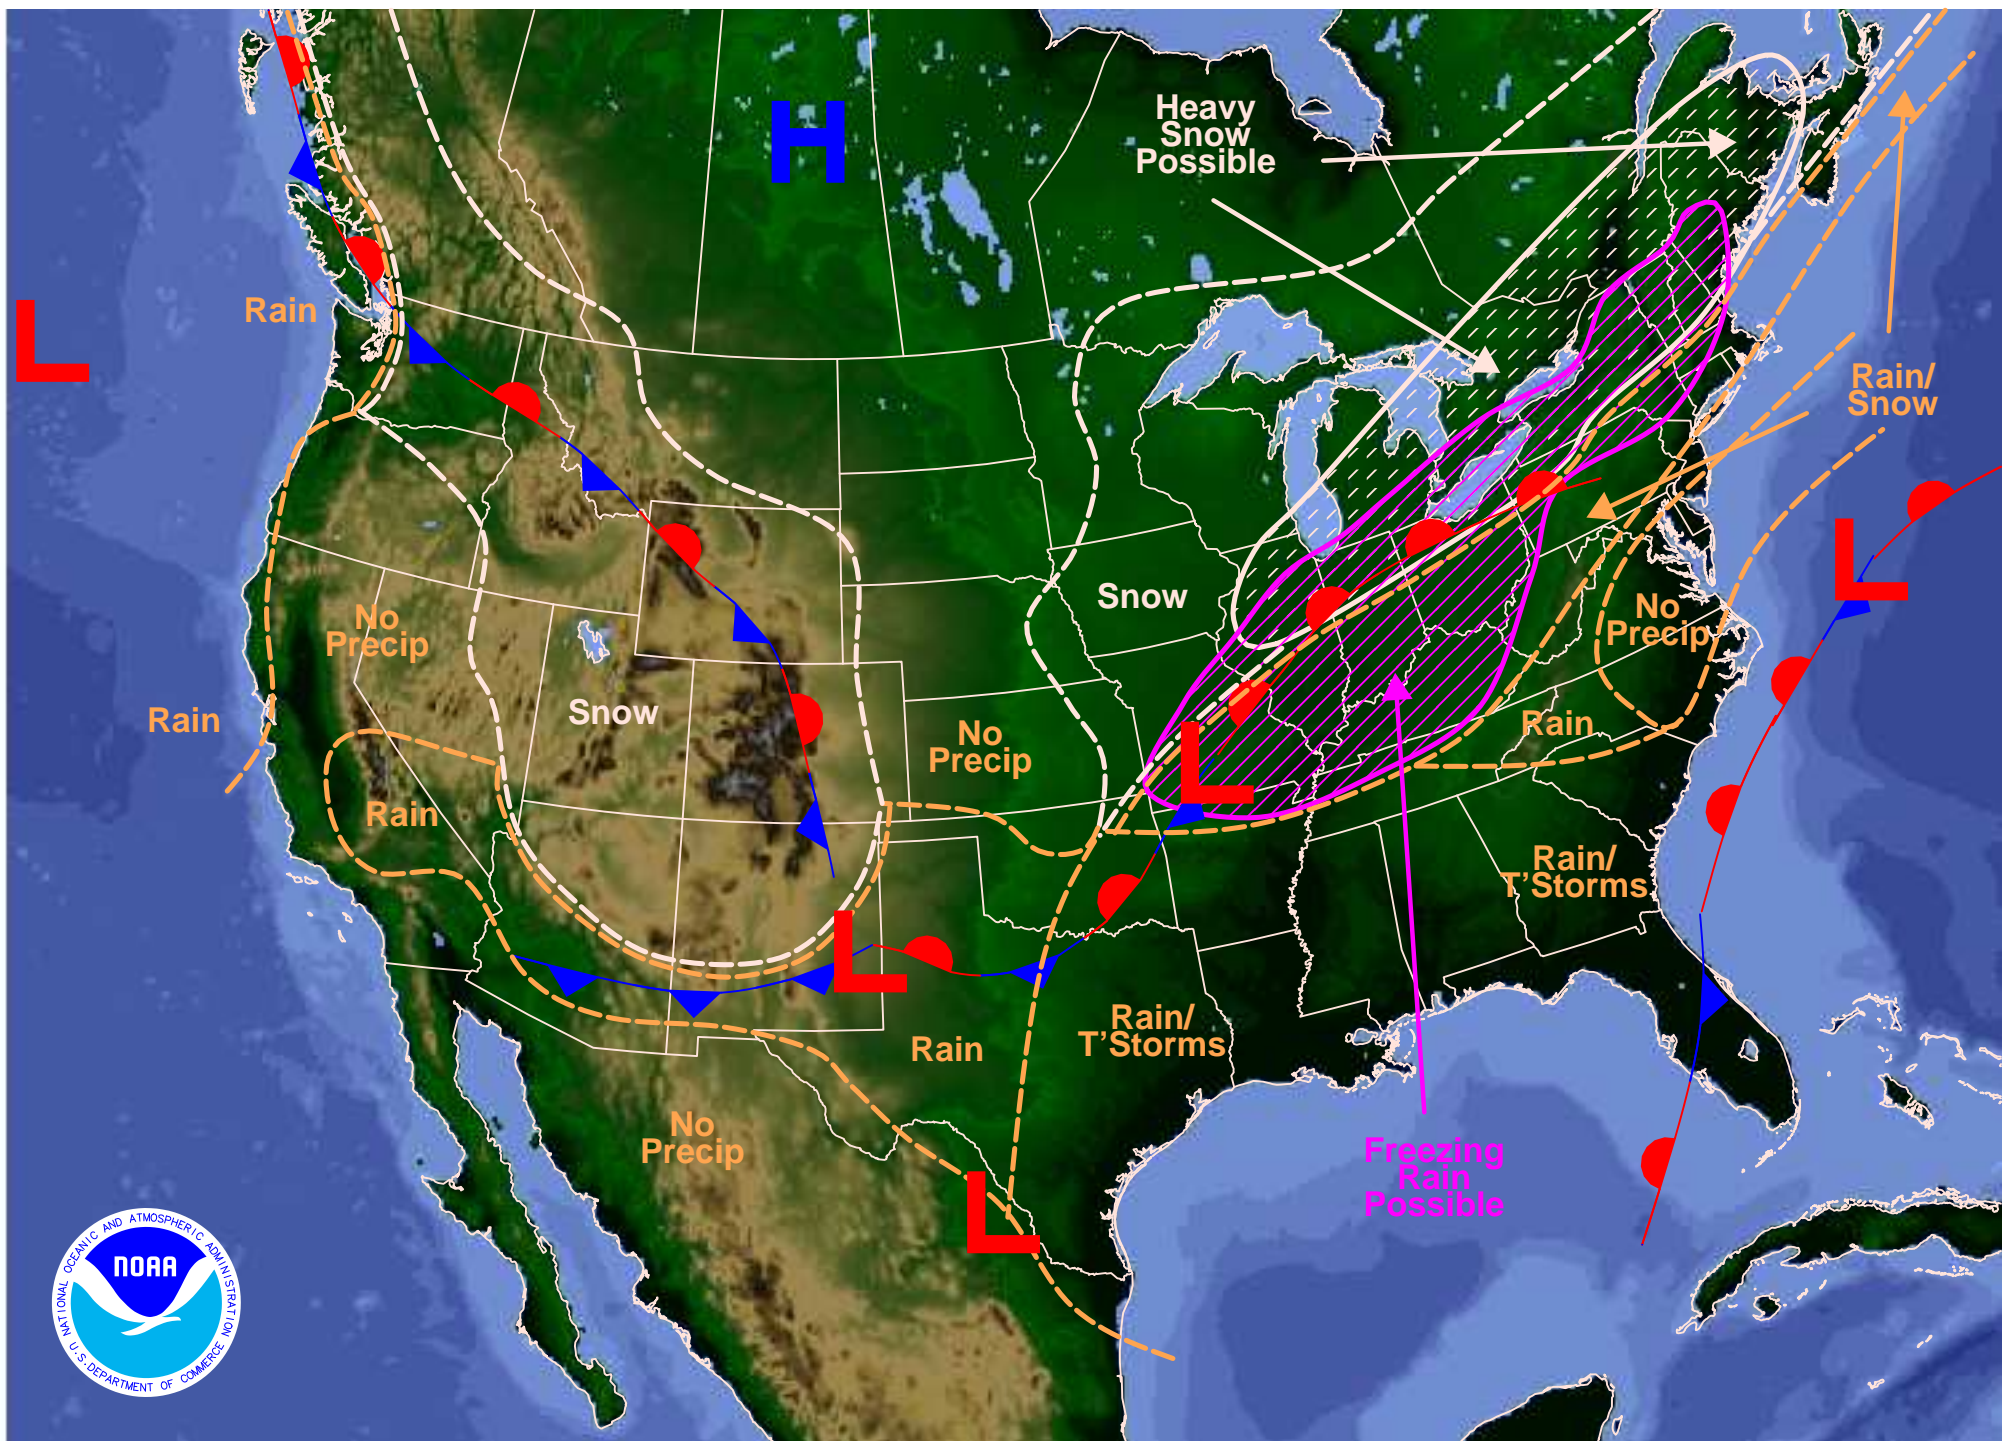 H
Heavy
Snow
Possible
Rain
L
Rain/
Snow
L
No
Precip
Snow
No
Precip
Rain
Snow
No
Precip
Rain
L
Rain
Rain/
T'Storms
L
Rain
Rain/
T'Storms
No
Precip
Freezing
Rain
Possible
L
NATIONAL OCEANIC AND ATMOSPHERIC ADMINISTRATION
NOAA
U.S. DEPARTMENT OF COMMERCE